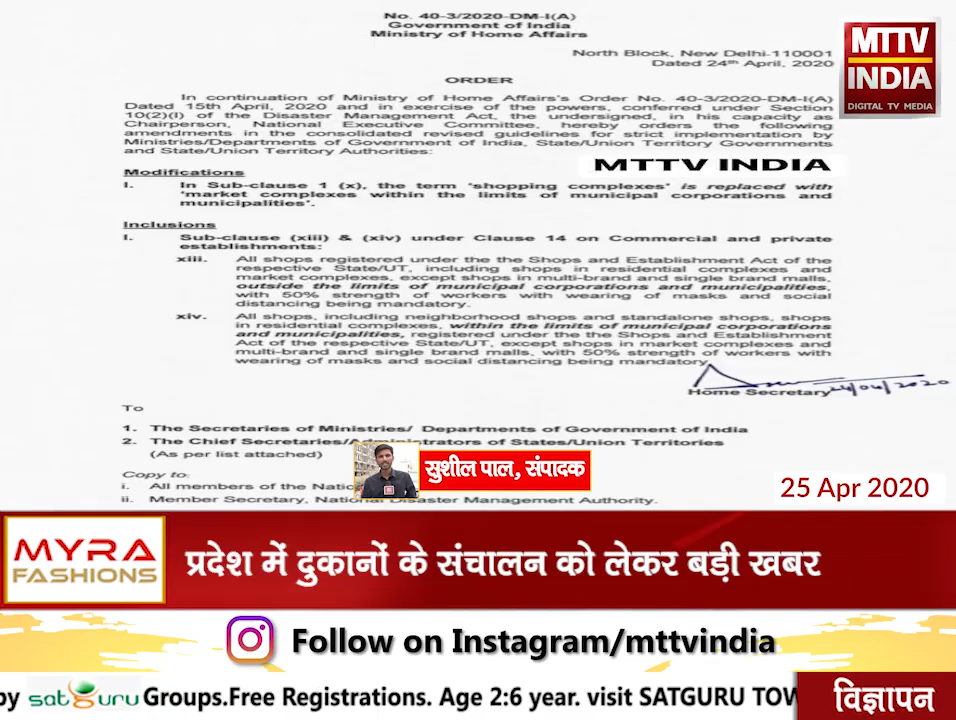 No. 40-3/2020-DM-I(A)
Government of India
Ministry of Home Affairs
North Block, New Delhi-110001
Dated 24th April, 2020
ORDER
In continuation of Ministry of Home Affairs's Order No. 40-3/2020-DM-I(A)
Dated 15th April, 2020 and in exercise of the powers, conferred under Section
10(2)(l) of the Disaster Management Act, the undersigned, in his capacity as
Chairperson, National Executive Committee, hereby orders the following
amendments in the consolidated revised guidelines for strict implementation by
Ministries/Departments of Government of India, State/Union Territory Governments
and State/Union Territory Authorities:
MTTV INDIA
Modifications
I. In Sub-clause 1 (x), the term 'shopping complexes' is replaced with
'market complexes within the limits of municipal corporations and
municipalities'.
Inclusions
I. Sub-clause (xiii) & (xiv) under Clause 14 on Commercial and private
establishments:
xiii. All shops registered under the the Shops and Establishment Act of the
respective State/UT, including shops in residential complexes and
market complexes, except shops in multi-brand and single brand malls,
outside the limits of municipal corporations and municipalities,
with 50% strength of workers with wearing of masks and social
distancing being mandatory.
xiv. All shops, including neighborhood shops and standalone shops, shops
in residential complexes, within the limits of municipal corporations
and municipalities, registered under the the Shops and Establishment
Act of the respective State/UT, except shops in market complexes and
multi-brand and single brand malls, with 50% strength of workers with
wearing of masks and social distancing being mandatory.
24/04/2020
Home Secretary
To
1. The Secretaries of Ministries/ Departments of Government of India
2. The Chief Secretaries/Administrators of States/Union Territories
(As per list attached)
Copy to:
i. All members of the
ii. Member Secretary, National Disaster Management Authority.
MTTV
INDIA
DIGITAL TV MEDIA
सुशील पाल, संपादक
25 Apr 2020
MYRA
FASHIONS
प्रदेश में दुकानों के संचालन को लेकर बड़ी खबर
Follow on Instagram/mttvindia
by satguru Groups.Free Registrations. Age 2:6 year. visit SATGURU TOW
विज्ञापन